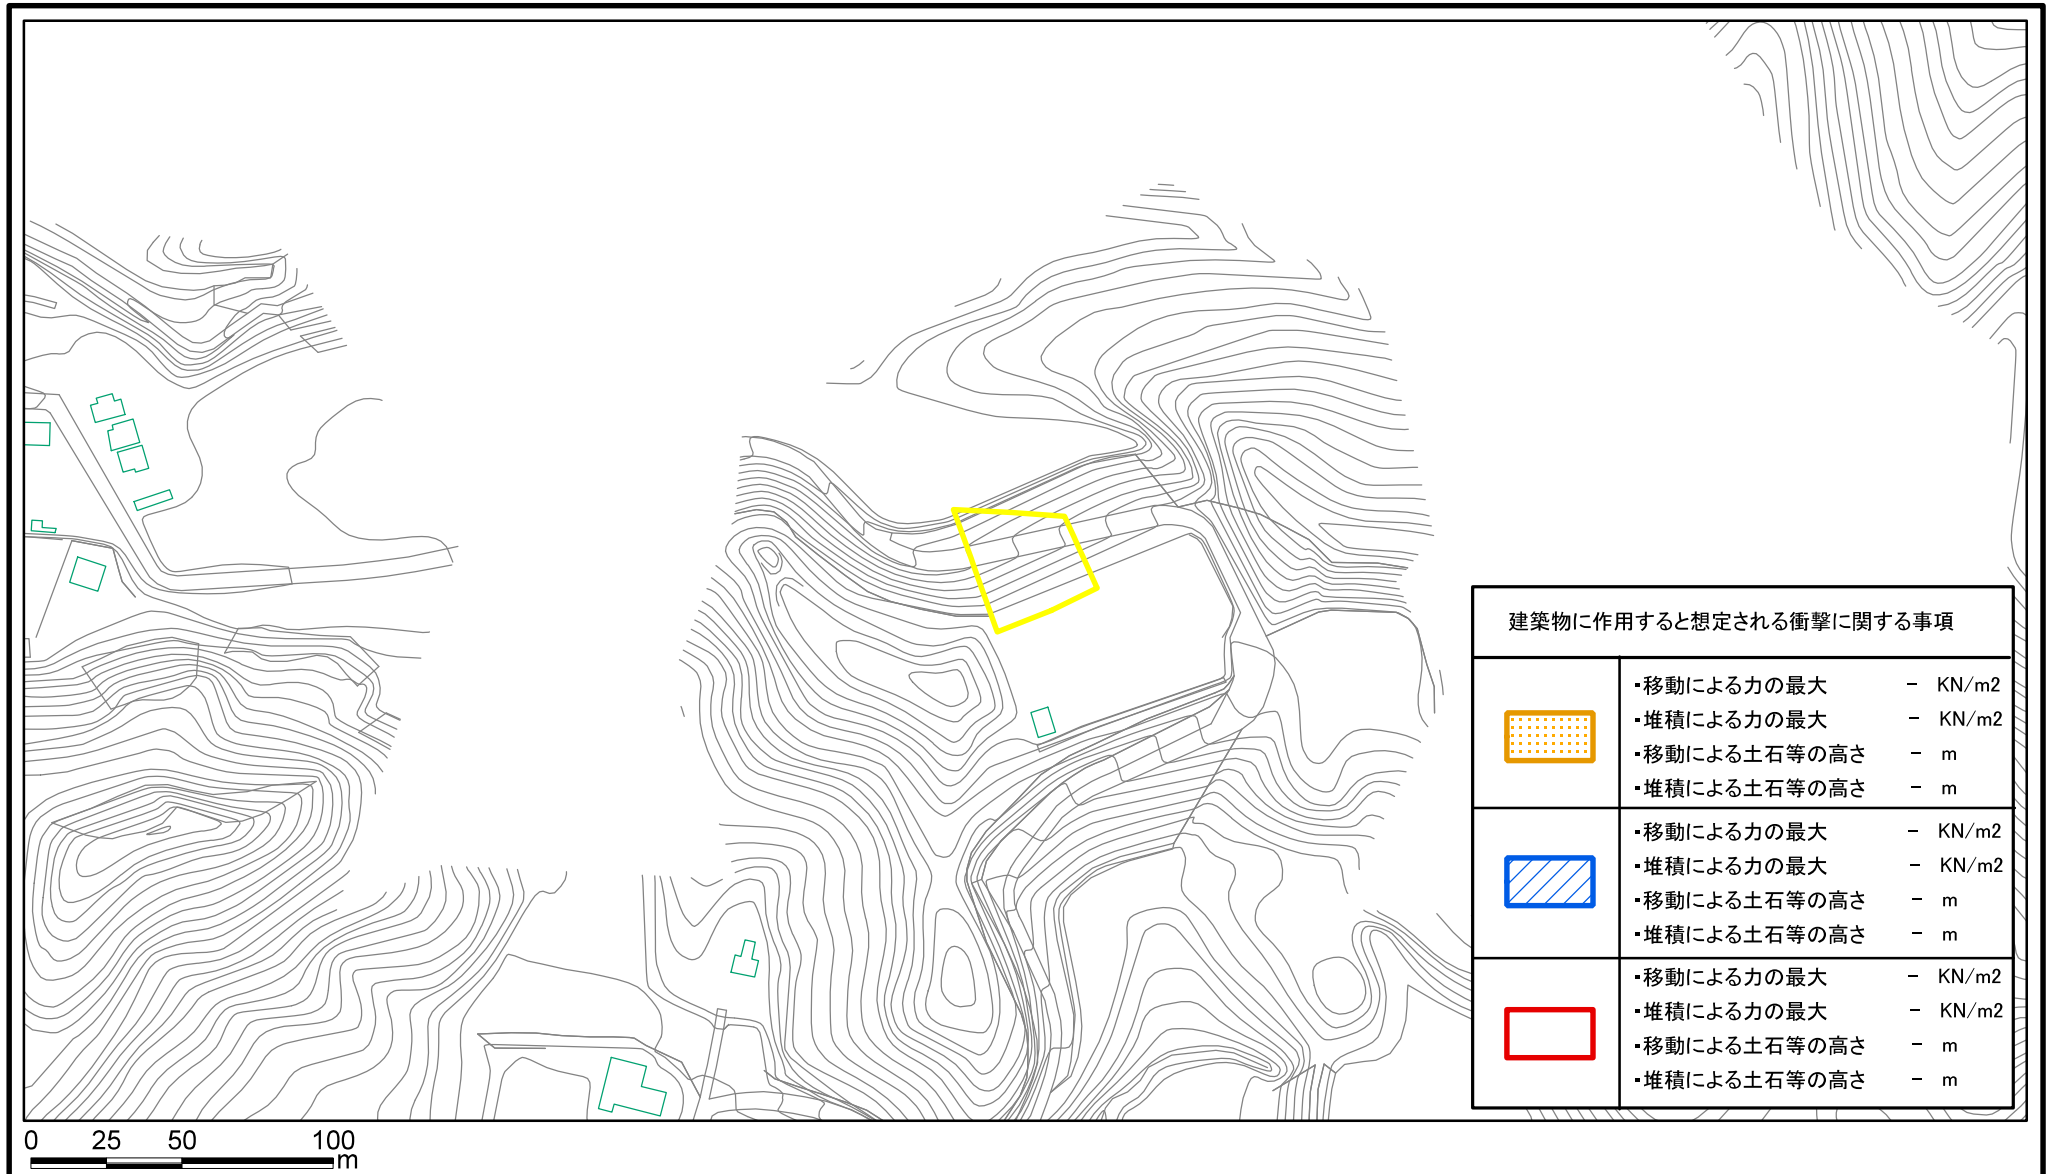 建築物に作用すると想定される衝撃に関する事項
・移動による力の最大 － KN/m2
・堆積による力の最大 － KN/m2
・移動による土石等の高さ － m
・堆積による土石等の高さ － m
・移動による力の最大 － KN/m2
・堆積による力の最大 － KN/m2
・移動による土石等の高さ － m
・堆積による土石等の高さ － m
・移動による力の最大 － KN/m2
・堆積による力の最大 － KN/m2
・移動による土石等の高さ － m
・堆積による土石等の高さ － m
0 25 50 100
m